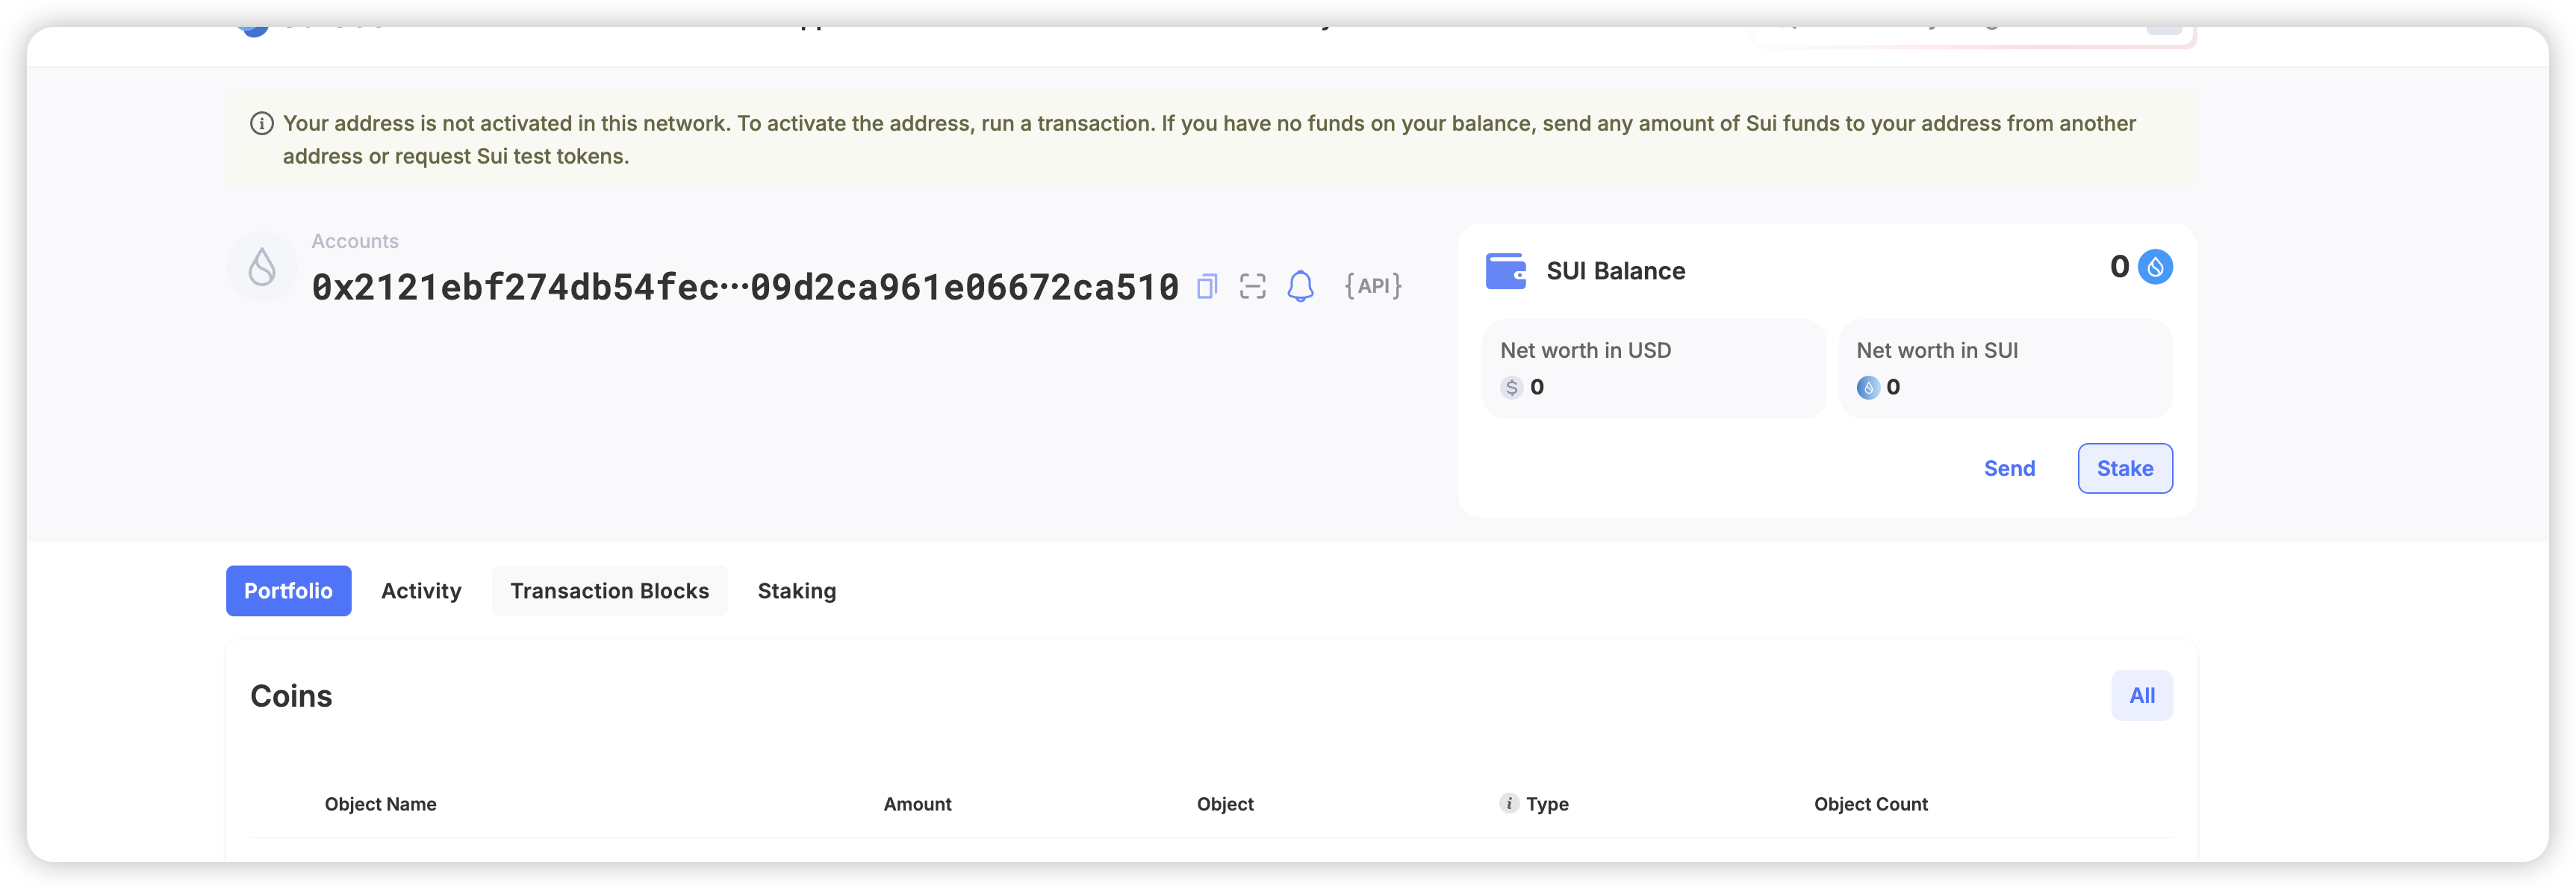 Your address is not activated in this network. To activate the address, run a transaction. If you have no funds on your balance, send any amount of Sui funds to your address from another
address or request Sui test tokens.
Accounts
0x2121ebf274db54fec···09d2ca961e06672ca510
{API}
SUI Balance
0
Net worth in USD
$ 0
Net worth in SUI
0
Send
Stake
Portfolio
Activity
Transaction Blocks
Staking
Coins
All
Object Name
Amount
Object
i Type
Object Count